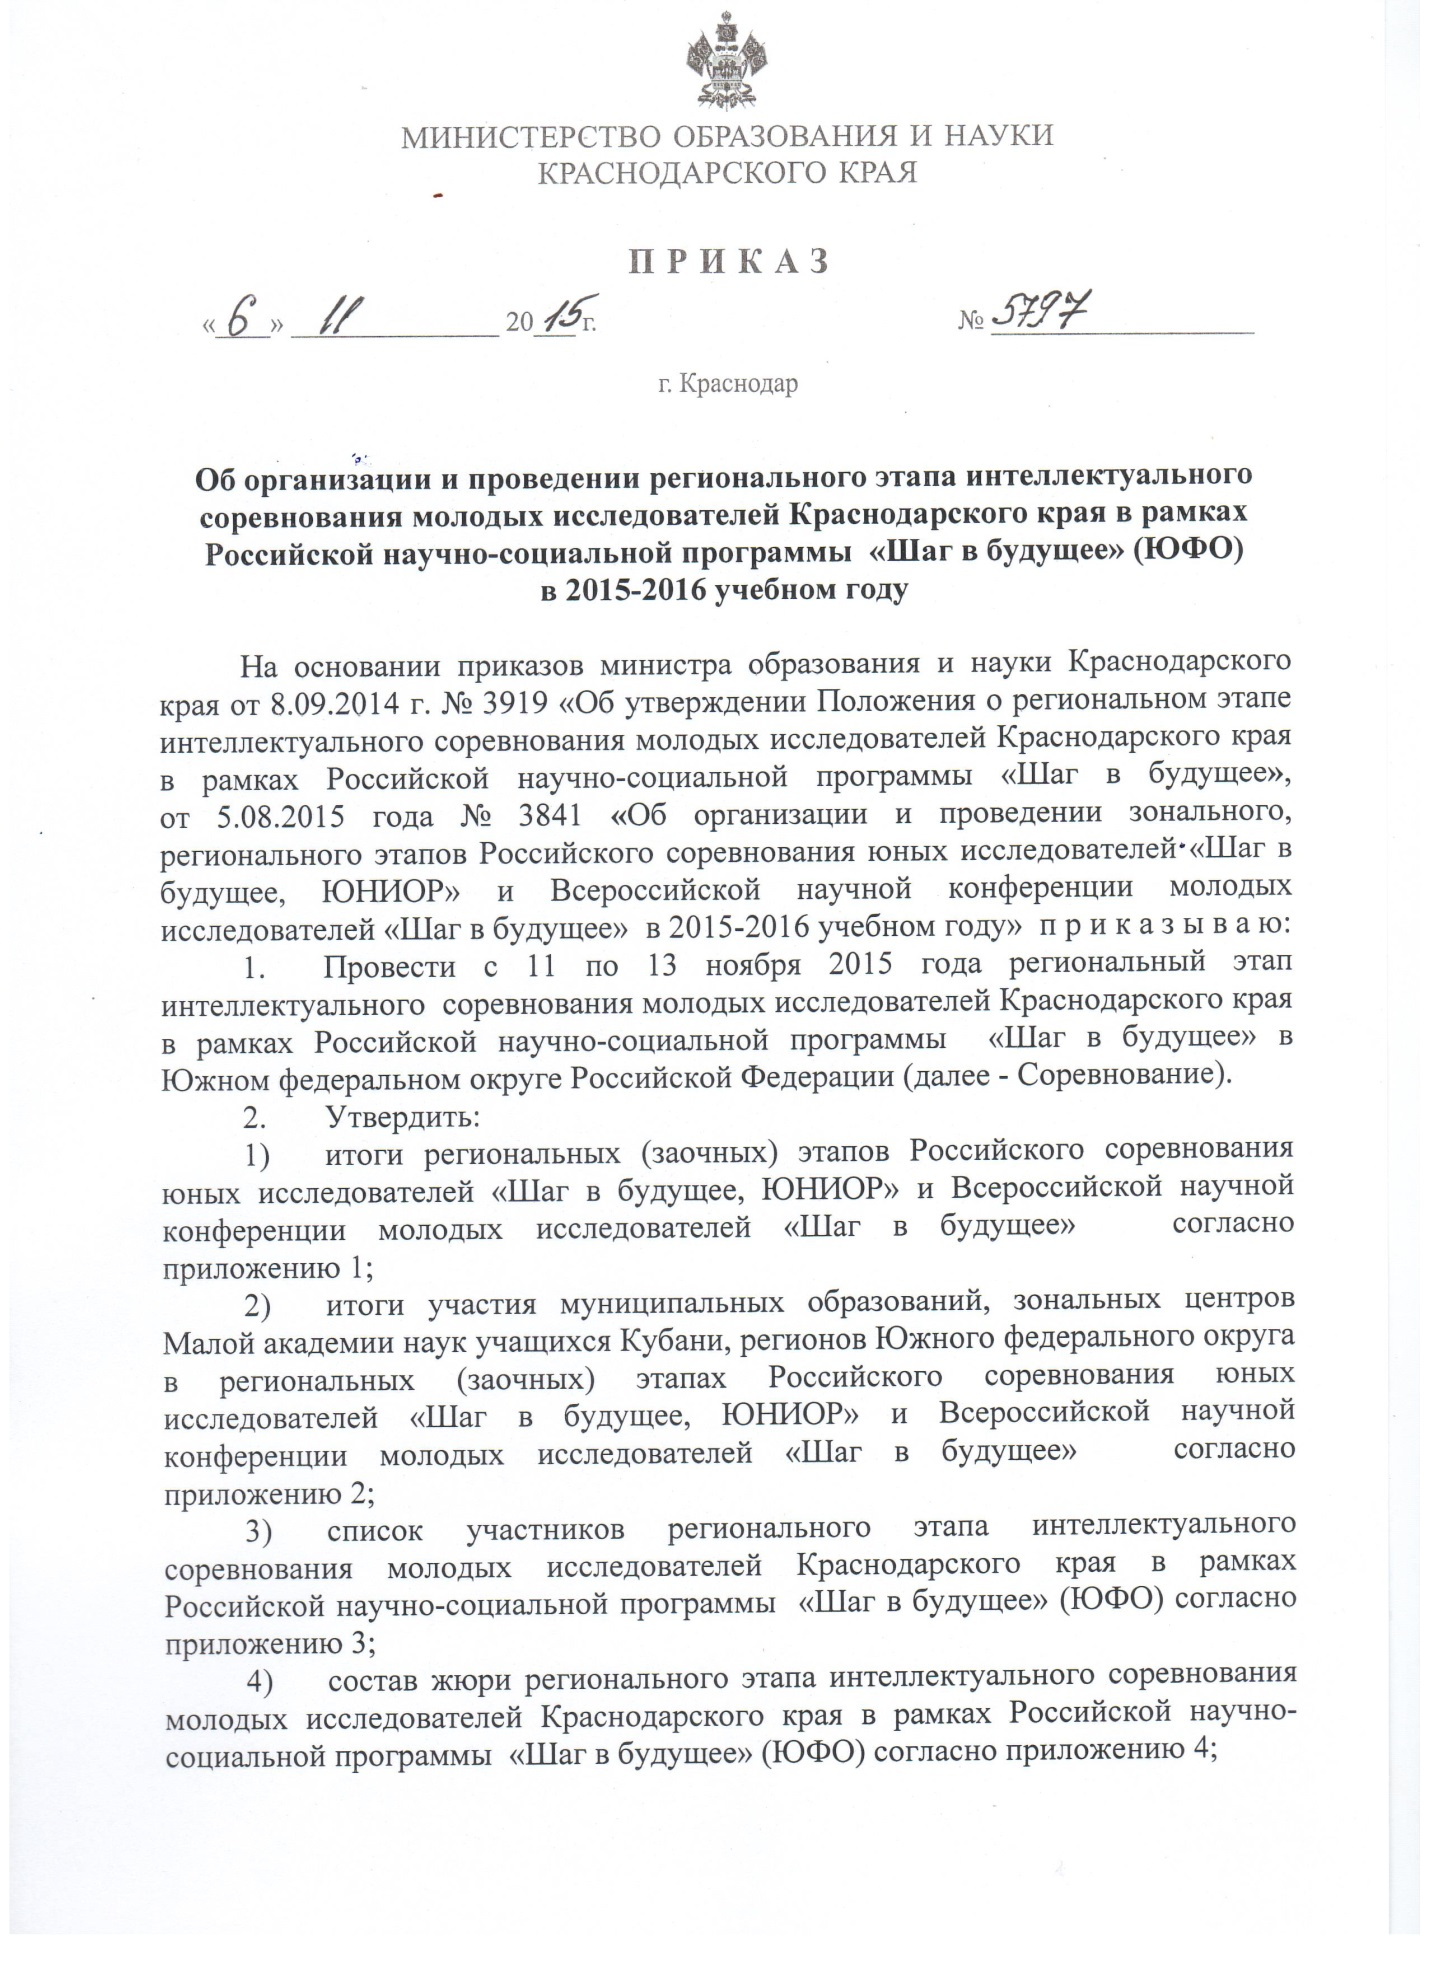 МИНИСТЕРСТВО ОБРАЗОВАНИЯ И НАУКИ
КРАСНОДАРСКОГО КРАЯ
П Р И К А З
«6» 11 2015 г. № 5797
г. Краснодар
Об организации и проведении регионального этапа интеллектуального
соревнования молодых исследователей Краснодарского края в рамках
Российской научно-социальной программы «Шаг в будущее» (ЮФО)
в 2015-2016 учебном году
На основании приказов министра образования и науки Краснодарского
края от 8.09.2014 г. № 3919 «Об утверждении Положения о региональном этапе
интеллектуального соревнования молодых исследователей Краснодарского края
в рамках Российской научно-социальной программы «Шаг в будущее»,
от 5.08.2015 года № 3841 «Об организации и проведении зонального,
регионального этапов Российского соревнования юных исследователей «Шаг в
будущее, ЮНИОР» и Всероссийской научной конференции молодых
исследователей «Шаг в будущее» в 2015-2016 учебном году» п р и к а з ы в а ю:
1. Провести с 11 по 13 ноября 2015 года региональный этап
интеллектуального соревнования молодых исследователей Краснодарского края
в рамках Российской научно-социальной программы «Шаг в будущее» в
Южном федеральном округе Российской Федерации (далее - Соревнование).
2. Утвердить:
1) итоги региональных (заочных) этапов Российского соревнования
юных исследователей «Шаг в будущее, ЮНИОР» и Всероссийской научной
конференции молодых исследователей «Шаг в будущее» согласно
приложению 1;
2) итоги участия муниципальных образований, зональных центров
Малой академии наук учащихся Кубани, регионов Южного федерального округа
в региональных (заочных) этапах Российского соревнования юных
исследователей «Шаг в будущее, ЮНИОР» и Всероссийской научной
конференции молодых исследователей «Шаг в будущее» согласно
приложению 2;
3) список участников регионального этапа интеллектуального
соревнования молодых исследователей Краснодарского края в рамках
Российской научно-социальной программы «Шаг в будущее» (ЮФО) согласно
приложению 3;
4) состав жюри регионального этапа интеллектуального соревнования
молодых исследователей Краснодарского края в рамках Российской научно-
социальной программы «Шаг в будущее» (ЮФО) согласно приложению 4;